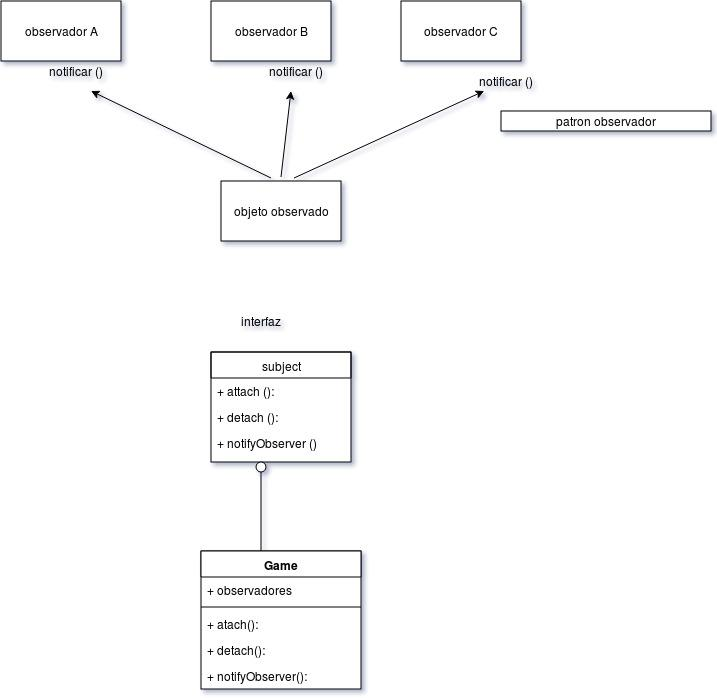 observador A
observador B
observador C
notificar ()
notificar ()
notificar ()
patron observador
objeto observado
interfaz
subject
+ attach ():
+ detach ():
+ notifyObserver ()
Game
+ observadores
+ atach():
+ detach():
+ notifyObserver():